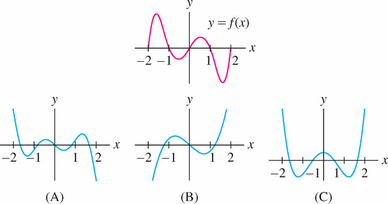 y
y = f(x)
x
−2 −1 1 2
y y y
x x x
−2 −1 1 2 −2 −1 1 2 −2 −1 1 2
(A) (B) (C)